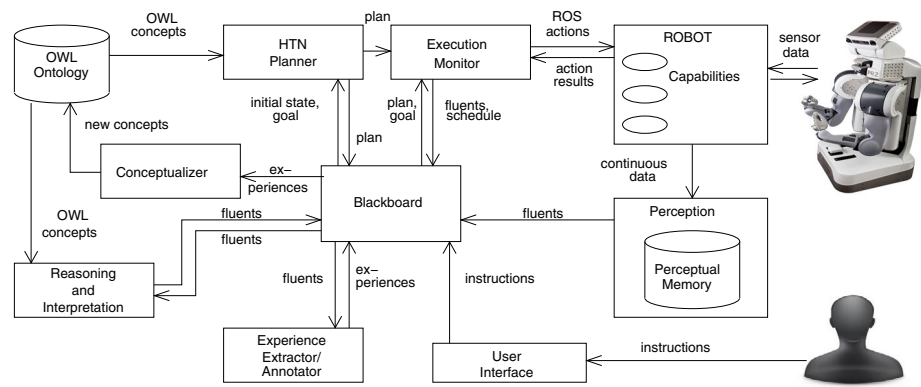 OWL
concepts
OWL
Ontology
HTN
Planner
plan
Execution
Monitor
ROS
actions
action
results
ROBOT
Capabilities
sensor
data
initial state,
goal
plan
plan,
goal
fluents,
schedule
new concepts
Conceptualizer
ex−
periences
Blackboard
continuous
data
OWL
concepts
fluents
fluents
fluents
Perception
Perceptual
Memory
Reasoning
and
Interpretation
fluents
ex−
periences
instructions
Experience
Extractor/
Annotator
User
Interface
instructions